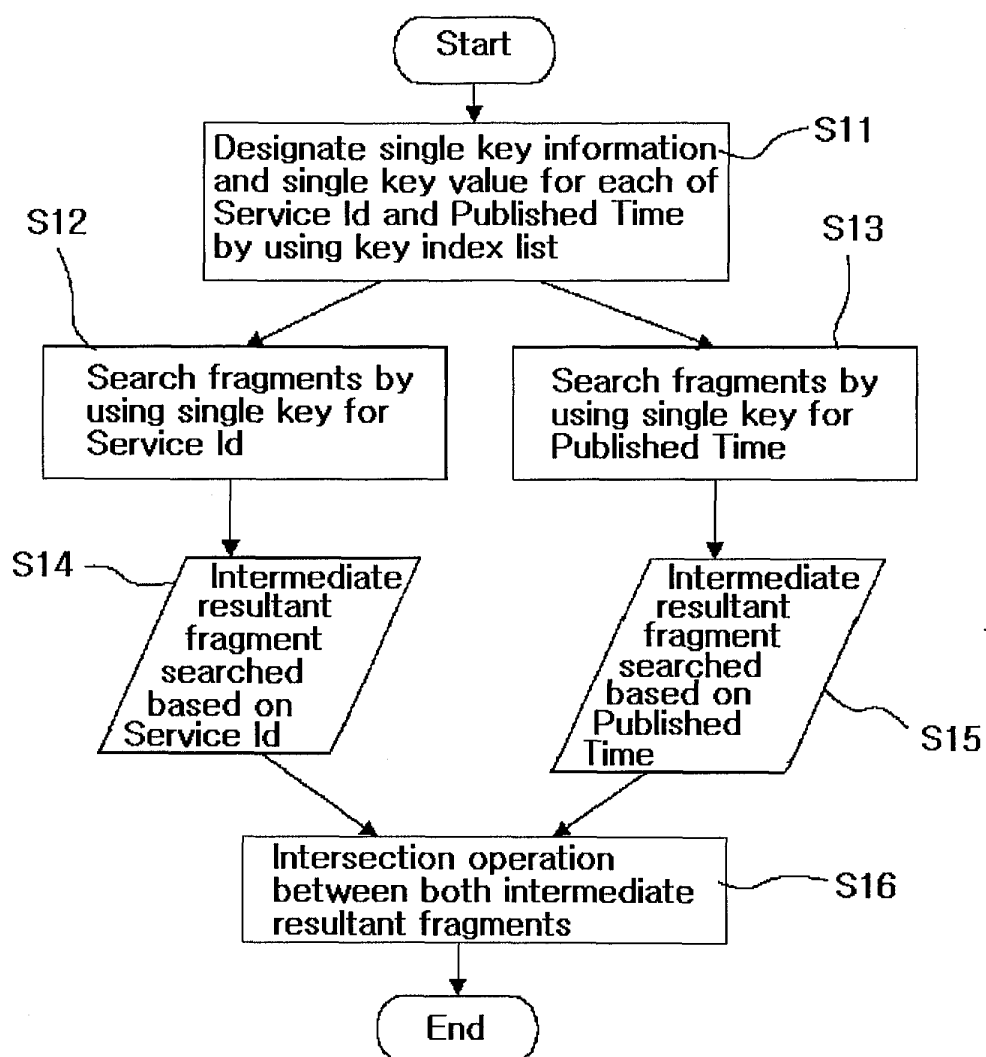 Start
Designate single key information
and single key value for each of
Service Id and Published Time
by using key index list
S11
S12
S13
Search fragments by
using single key for
Service Id
Search fragments by
using single key for
Published Time
S14
Intermediate
resultant
fragment
searched
based on
Service Id
Intermediate
resultant
fragment
searched
based on
Published
Time
S15
Intersection operation
between both intermediate
resultant fragments
S16
End